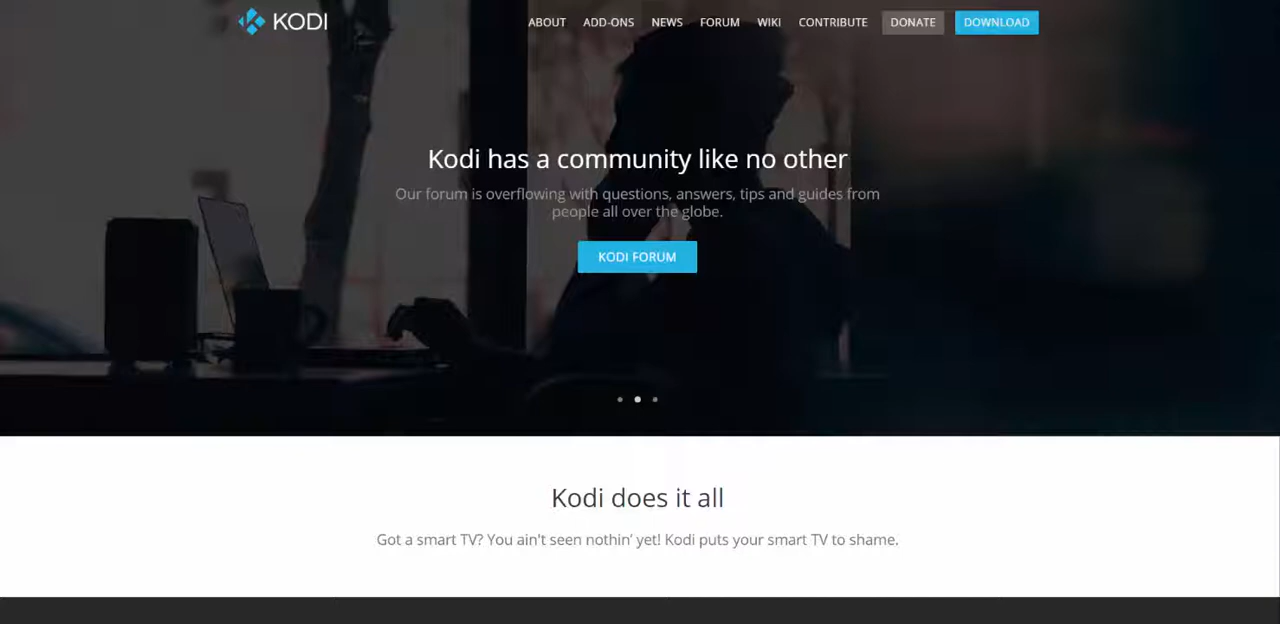 KODI
ABOUT ADD-ONS NEWS FORUM WIKI CONTRIBUTE DONATE DOWNLOAD
Kodi has a community like no other
Our forum is overflowing with questions, answers, tips and guides from
people all over the globe.
KODI FORUM
Kodi does it all
Got a smart TV? You ain't seen nothin' yet! Kodi puts your smart TV to shame.